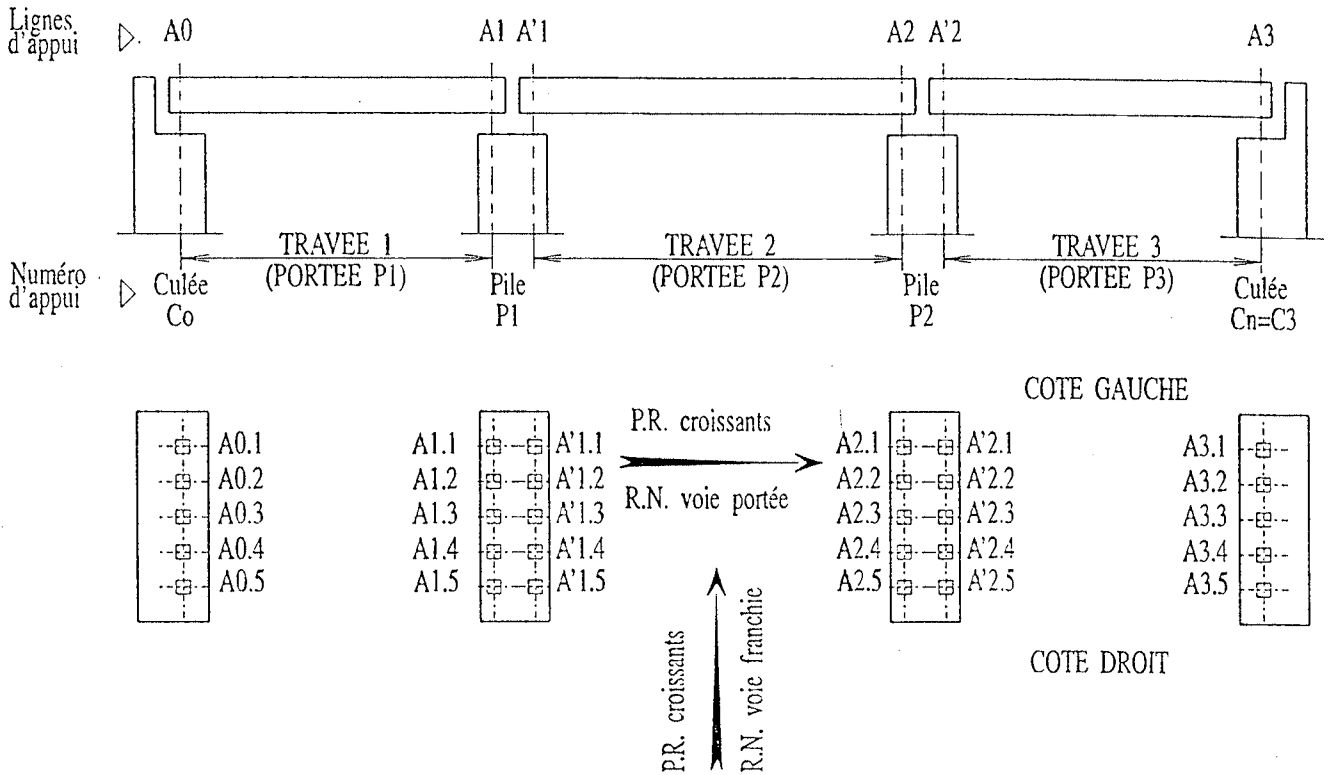 Lignes
d'appui
A0
A1 A'1
A2 A'2
A3
TRAVEE 1
(PORTEE P1)
TRAVEE 2
(PORTEE P2)
TRAVEE 3
(PORTEE P3)
Numéro
d'appui
Culée
Co
Pile
P1
Pile
P2
Culée
Cn=C3
COTE GAUCHE
A0.1
A0.2
A0.3
A0.4
A0.5
A1.1
A1.2
A1.3
A1.4
A1.5
A'1.1
A'1.2
A'1.3
A'1.4
A'1.5
P.R. croissants
R.N. voie portée
A2.1
A2.2
A2.3
A2.4
A2.5
A'2.1
A'2.2
A'2.3
A'2.4
A'2.5
A3.1
A3.2
A3.3
A3.4
A3.5
P.R. croissants
R.N. voie franchie
COTE DROIT